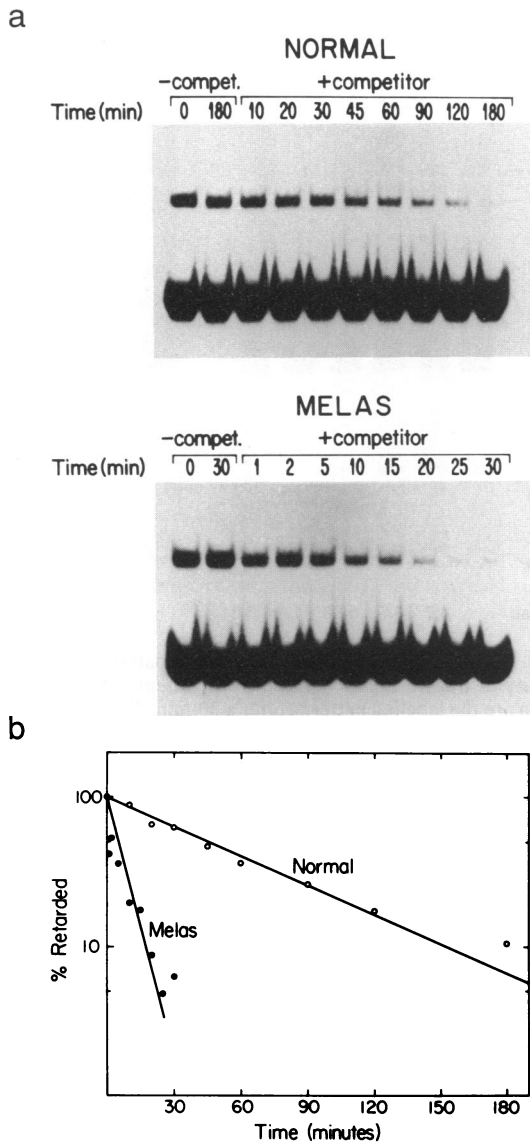 a
NORMAL
-compet. +competitor
Time(min) 0 180 10 20 30 45 60 90 120 180
MELAS
-compet. +competitor
Time(min) 0 30 1 2 5 10 15 20 25 30
b
100
Normal
Melas
10
% Retarded
30 60 90 120 150 180
Time (minutes)